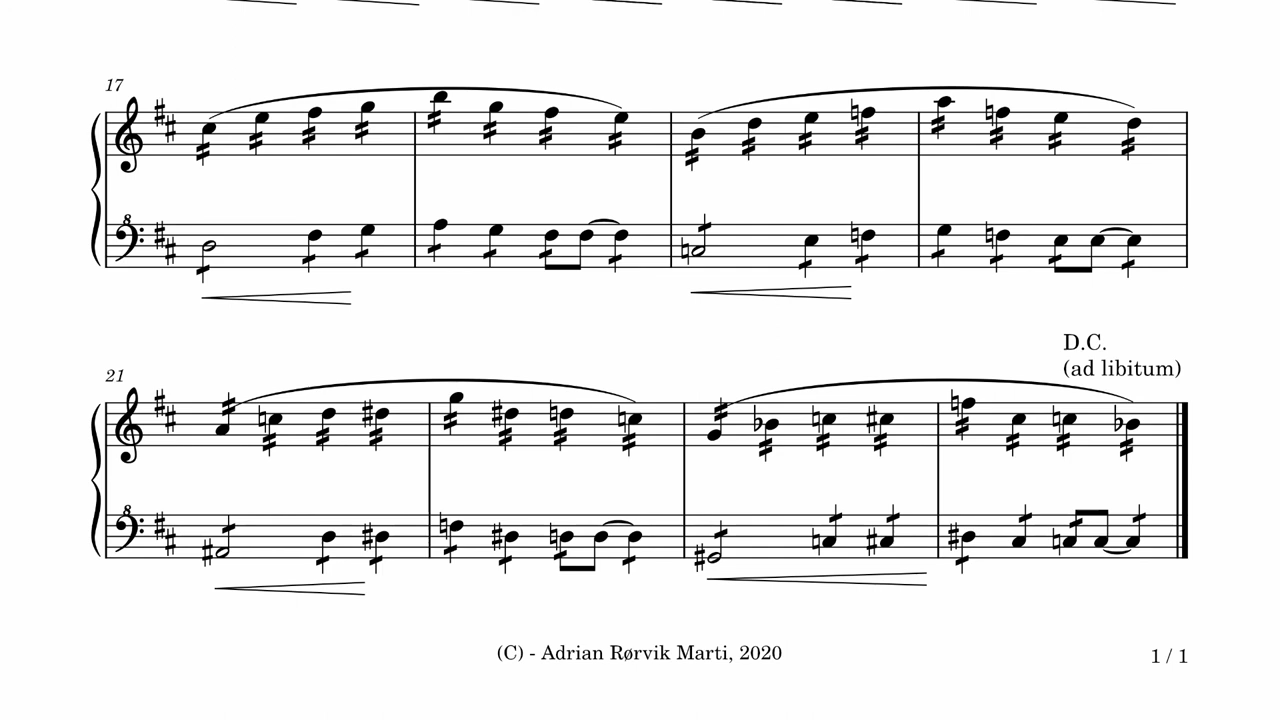 17
8
D.C.
(ad libitum)
21
8
(C) - Adrian Rørvik Marti, 2020
1 / 1